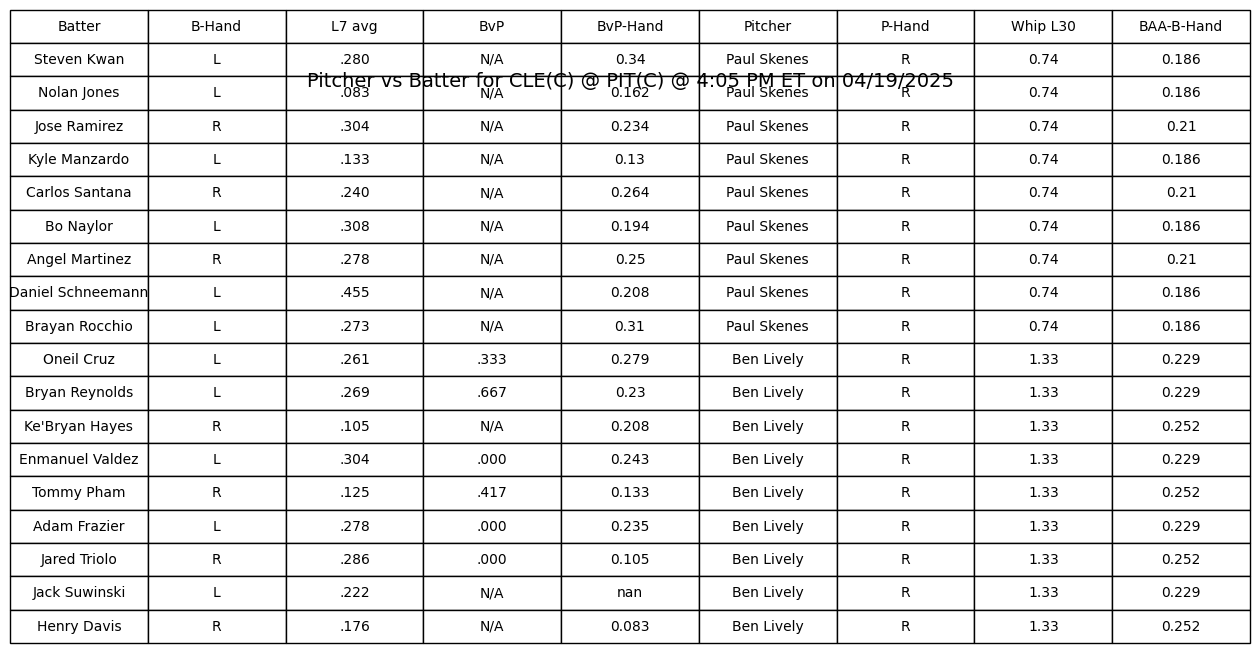 Batter B-Hand L7 avg BvP BvP-Hand Pitcher P-Hand Whip L30 BAA-B-Hand
Steven Kwan L .280 N/A 0.34 Paul Skenes R 0.74 0.186
Pitcher vs Batter for CLE(C) @ PIT(C) @ 4:05 PM ET on 04/19/2025
Nolan Jones L .083 N/A 0.162 Paul Skenes R 0.74 0.186
Jose Ramirez R .304 N/A 0.234 Paul Skenes R 0.74 0.21
Kyle Manzardo L .133 N/A 0.13 Paul Skenes R 0.74 0.186
Carlos Santana R .240 N/A 0.264 Paul Skenes R 0.74 0.21
Bo Naylor L .308 N/A 0.194 Paul Skenes R 0.74 0.186
Angel Martinez R .278 N/A 0.25 Paul Skenes R 0.74 0.21
Daniel Schneemann L .455 N/A 0.208 Paul Skenes R 0.74 0.186
Brayan Rocchio L .273 N/A 0.31 Paul Skenes R 0.74 0.186
Oneil Cruz L .261 .333 0.279 Ben Lively R 1.33 0.229
Bryan Reynolds L .269 .667 0.23 Ben Lively R 1.33 0.229
Ke'Bryan Hayes R .105 N/A 0.208 Ben Lively R 1.33 0.252
Enmanuel Valdez L .304 .000 0.243 Ben Lively R 1.33 0.229
Tommy Pham R .125 .417 0.133 Ben Lively R 1.33 0.252
Adam Frazier L .278 .000 0.235 Ben Lively R 1.33 0.229
Jared Triolo R .286 .000 0.105 Ben Lively R 1.33 0.252
Jack Suwinski L .222 N/A nan Ben Lively R 1.33 0.229
Henry Davis R .176 N/A 0.083 Ben Lively R 1.33 0.252